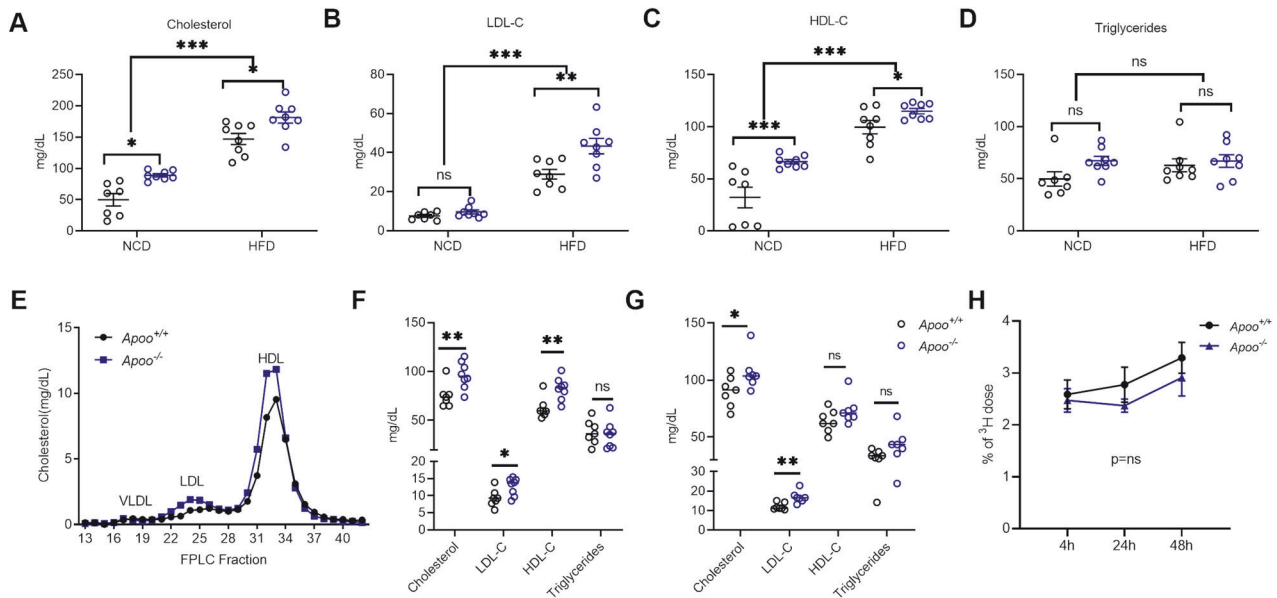 A
Cholesterol
***
*
*
250
200
150
100
50
0
mg/dL
NCD
HFD
B
LDL-C
***
**
ns
80
60
40
20
0
mg/dL
NCD
HFD
C
HDL-C
***
*
***
150
100
50
0
mg/dL
NCD
HFD
D
Triglycerides
ns
ns
ns
150
100
50
0
mg/dL
NCD
HFD
E
15
10
5
0
Cholesterol(mg/dL)
Apoo+/+
Apoo-/-
VLDL
LDL
HDL
13 16 19 22 25 28 31 34 37 40
FPLC Fraction
F
150
100
50
20
15
10
5
0
mg/dL
**
*
**
ns
Cholesterol
LDL-C
HDL-C
Triglycerides
G
150
100
50
30
20
10
0
mg/dL
*
**
ns
ns
Apoo+/+
Apoo-/-
Cholesterol
LDL-C
HDL-C
Triglycerides
H
4
3
2
1
0
% of 3H dose
Apoo+/+
Apoo-/-
p=ns
4h
24h
48h